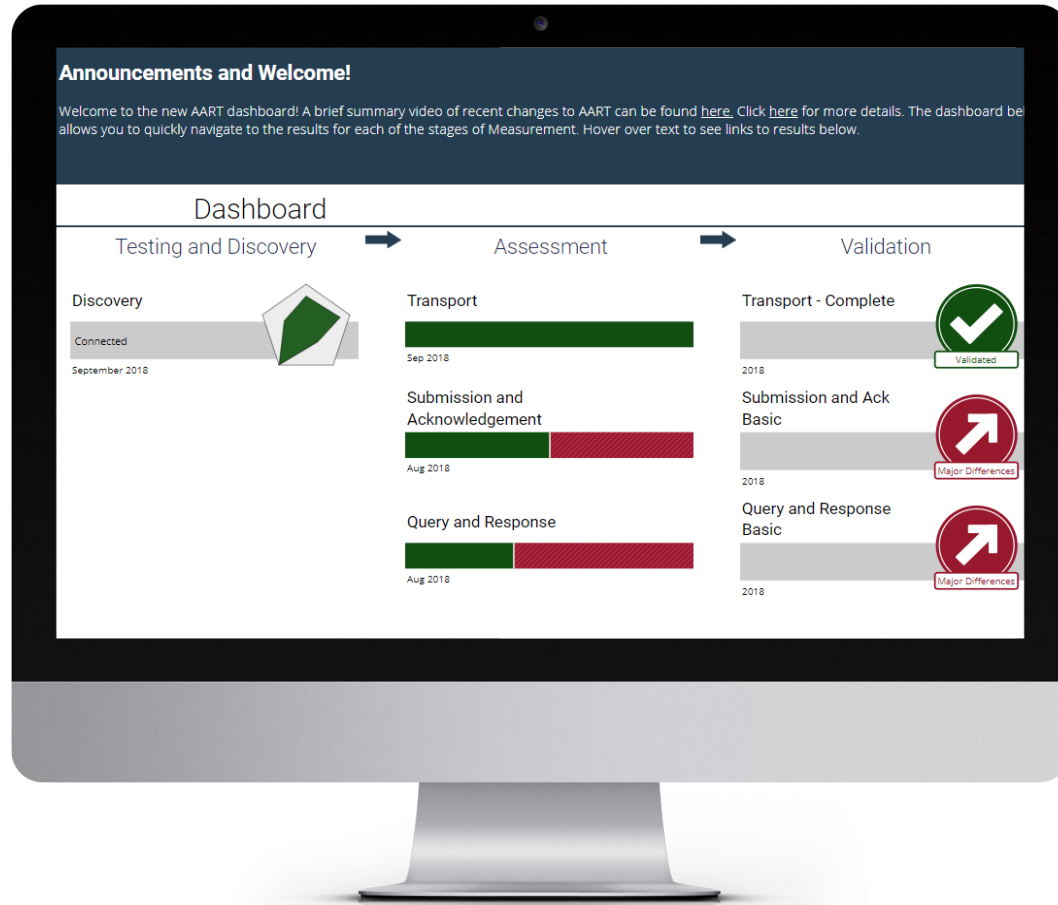 Announcements and Welcome!
Welcome to the new AART dashboard! A brief summary video of recent changes to AART can be found here. Click here for more details. The dashboard
allows you to quickly navigate to the results for each of the stages of Measurement. Hover over text to see links to results below.
Dashboard
Testing and Discovery
Assessment
Validation
Discovery
Connected
September 2018
Transport
Sep 2018
Submission and
Acknowledgement
Aug 2018
Query and Response
Aug 2018
Transport - Complete
Validated
2018
Submission and Ack
Basic
Major Differences
2018
Query and Response
Basic
Major Differences
2018